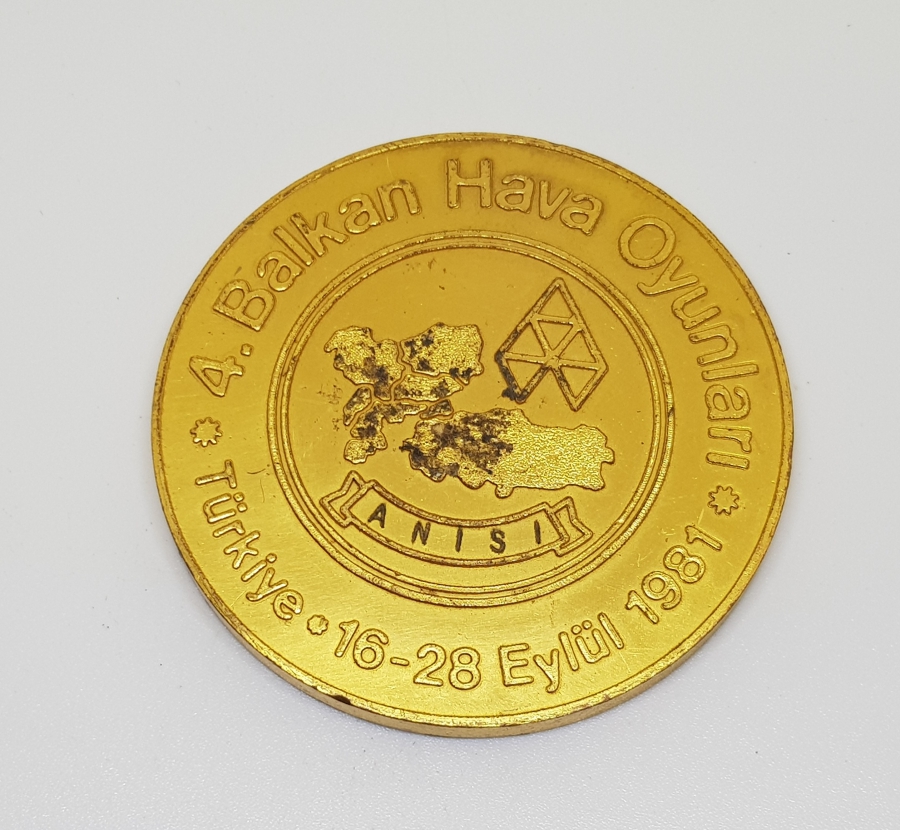 4. Balkan Hava Oyunları
ANISI
Türkiye • 16-28 Eylül 1981